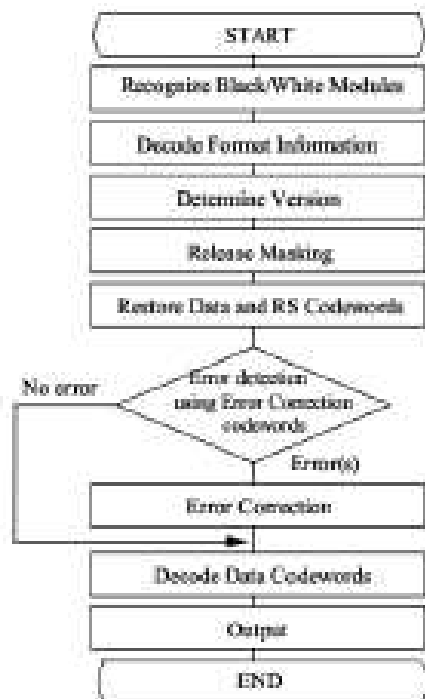 START
Recognize Black/White Modules
Decode Format Information
Determine Version
Release Masking
Restore Data and RS Codewords
Error detection
using Error Correction
codewords
No error
Error(s)
Error Correction
Decode Data Codewords
Output
END